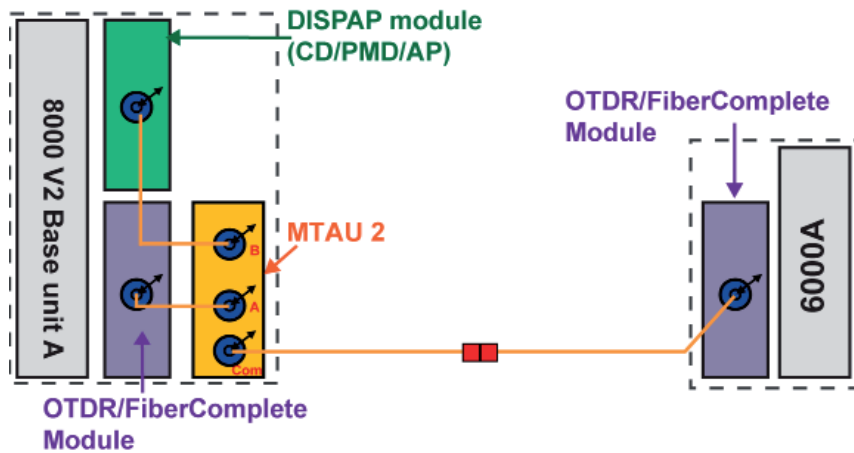 DISPAP module
(CD/PMD/AP)
8000 V2 Base unit A
OTDR/FiberComplete
Module
MTAU 2
B
A
Com
6000A
OTDR/FiberComplete
Module